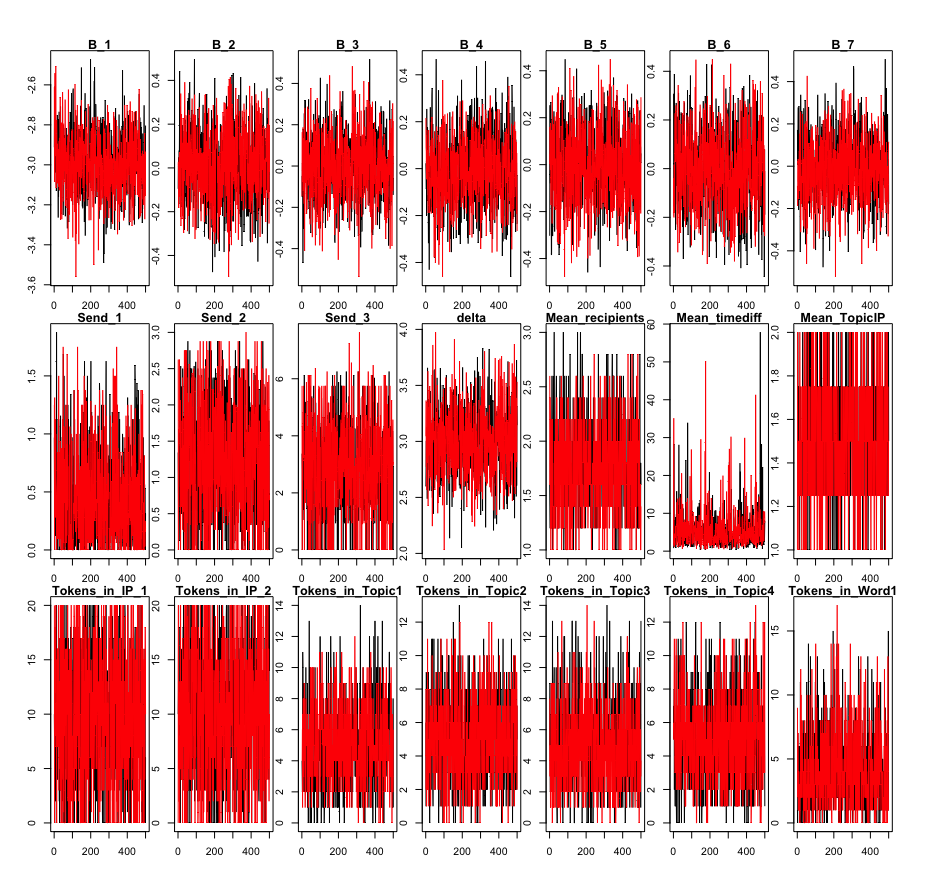 B_1 B_2 B_3 B_4 B_5 B_6 B_7
-3.6 -3.4 -3.2 -3.0 -2.8 -2.6
-0.4 -0.2 0.0 0.2 0.4
-0.4 -0.2 0.0 0.2 0.4
-0.4 -0.2 0.0 0.2 0.4
-0.4 -0.2 0.0 0.2 0.4
-0.4 -0.2 0.0 0.2 0.4
-0.4 -0.2 0.0 0.2 0.4
0 200 400 0 200 400 0 200 400 0 200 400 0 200 400 0 200 400 0 200 400
Send_1 Send_2 Send_3 delta Mean_recipients Mean_timediff Mean_TopicIP
0.0 0.5 1.0 1.5
0.0 0.5 1.0 1.5 2.0 2.5 3.0
0 2 4 6
2.0 2.5 3.0 3.5 4.0
1.0 1.5 2.0 2.5 3.0
0 10 20 30 40 50 60
1.0 1.2 1.4 1.6 1.8 2.0
0 200 400 0 200 400 0 200 400 0 200 400 0 200 400 0 200 400 0 200 400
Tokens_in_IP_1 Tokens_in_IP_2 Tokens_in_Topic1 Tokens_in_Topic2 Tokens_in_Topic3 Tokens_in_Topic4 Tokens_in_Word1
0 5 10 15 20
0 5 10 15 20
0 2 4 6 8 10 12 14
0 2 4 6 8 10 12 14
0 2 4 6 8 10 12 14
0 2 4 6 8 10 12 14
0 5 10 15
0 200 400 0 200 400 0 200 400 0 200 400 0 200 400 0 200 400 0 200 400